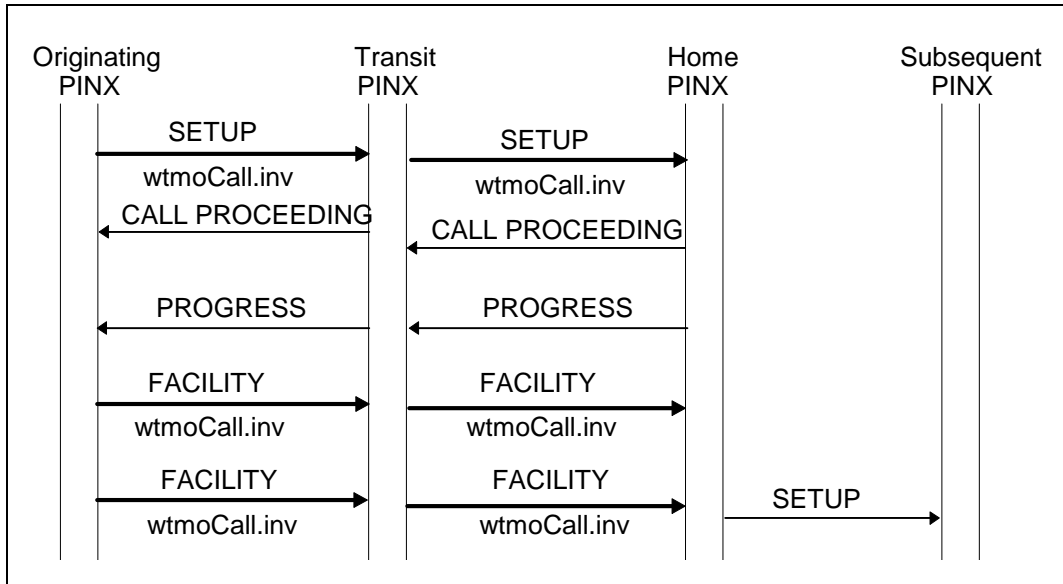 Originating PINX
Transit PINX
Home PINX
Subsequent PINX
SETUP
SETUP
wtmoCall.inv
wtmoCall.inv
CALL PROCEEDING
CALL PROCEEDING
PROGRESS
PROGRESS
FACILITY
FACILITY
wtmoCall.inv
wtmoCall.inv
FACILITY
FACILITY
SETUP
wtmoCall.inv
wtmoCall.inv